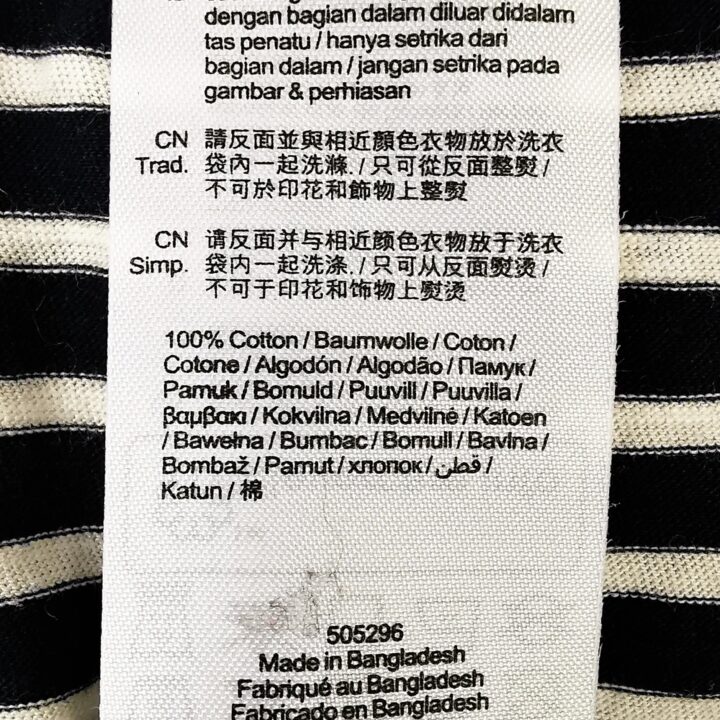 dengan bagian dalam diluar didalam
tas penatu / hanya setrika dari
bagian dalam / jangan setrika pada
gambar & perhiasan
CN 請反面並與相近顏色衣物放於洗衣
Trad. 袋內一起洗滌. / 只可從反面整熨 /
不可於印花和飾物上整熨
CN 请反面并与相近颜色衣物放于洗衣
Simp. 袋内一起洗涤. / 只可从反面熨烫 /
不可于印花和饰物上熨烫
100% Cotton / Baumwolle / Coton /
Cotone / Algodón / Algodão / Памук /
Pamuk / Bomuld / Puuvill / Puuvilla /
βαμβακι / Kokvilna / Medvilnė / Katoen
/ Bawełna / Bumbac / Bomull / Bavlna /
Bombaž / Pamut / хлопок / قطن /
Katun / 棉
505296
Made in Bangladesh
Fabriqué au Bangladesh
Fabricado en Bangladesh